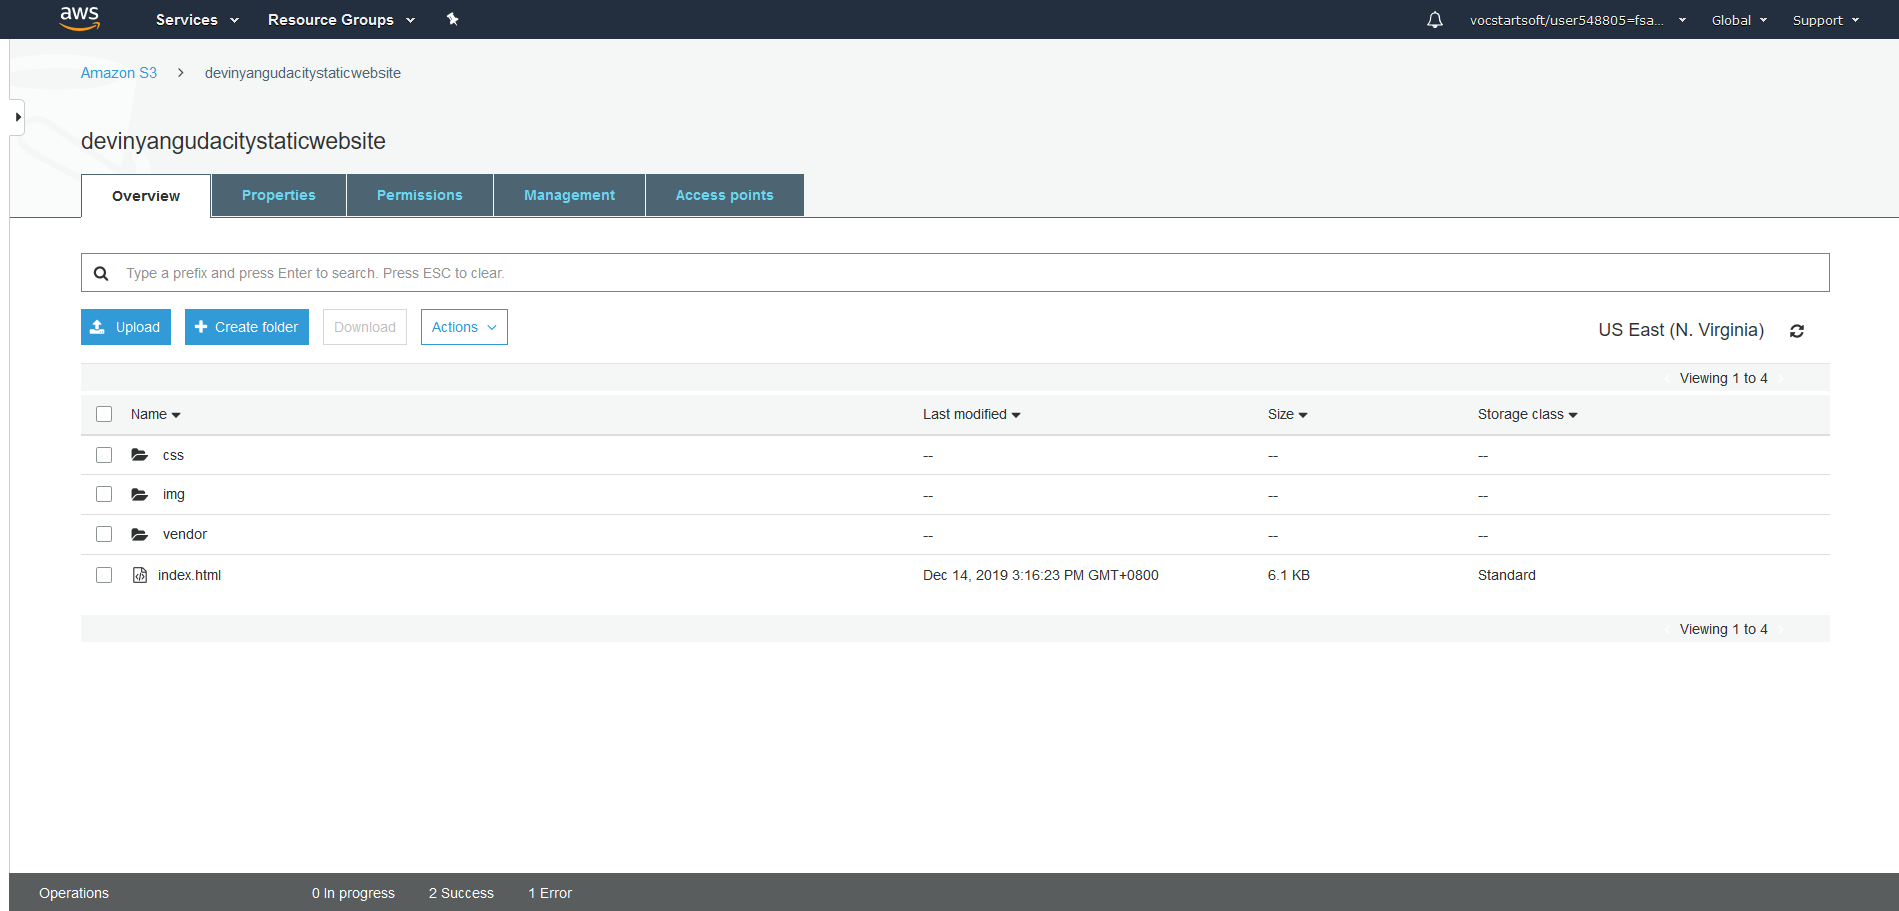 aws Services Resource Groups vocstartsoft/user548805=fsa... Global Support
Amazon S3 > devinyangudacitystaticwebsite
devinyangudacitystaticwebsite
Overview Properties Permissions Management Access points
Type a prefix and press Enter to search. Press ESC to clear.
Upload Create folder Download Actions US East (N. Virginia)
Viewing 1 to 4
Name Last modified Size Storage class
css -- -- --
img -- -- --
vendor -- -- --
index.html Dec 14, 2019 3:16:23 PM GMT+0800 6.1 KB Standard
Viewing 1 to 4
Operations 0 In progress 2 Success 1 Error